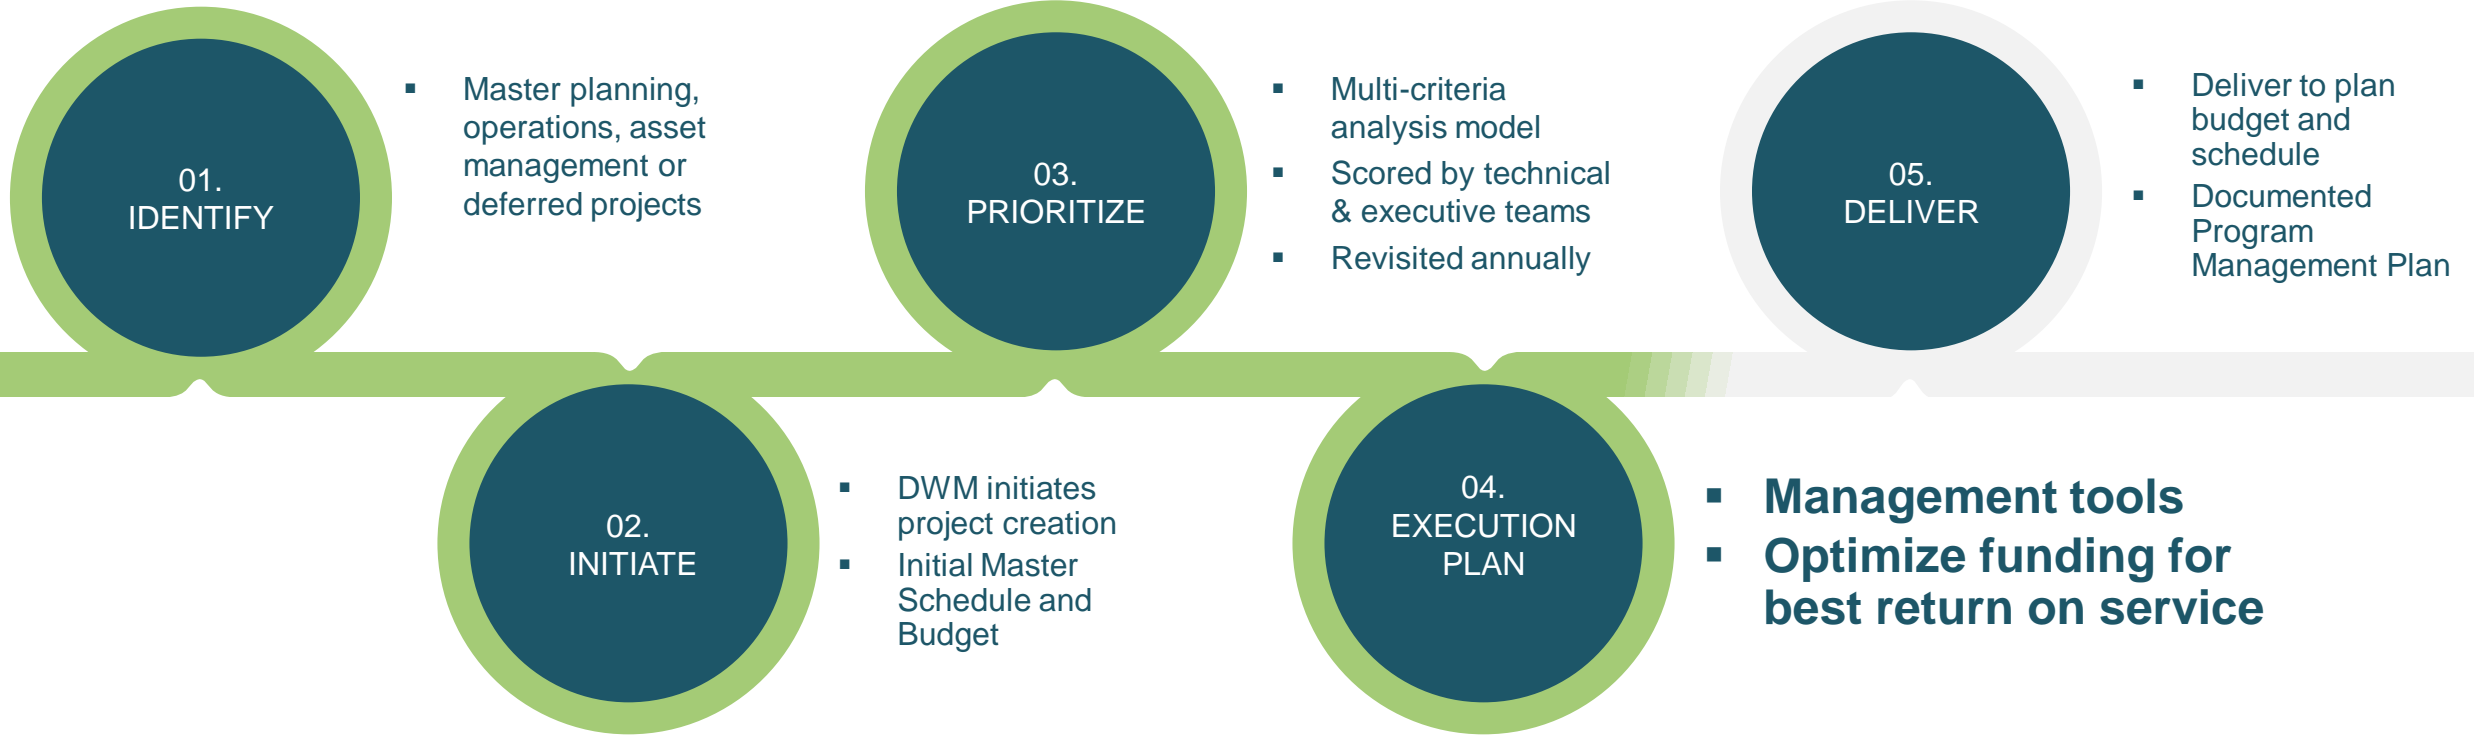 01.
IDENTIFY
▪ Master planning,
operations, asset
management or
deferred projects
02.
INITIATE
▪ DWM initiates
project creation
▪ Initial Master
Schedule and
Budget
03.
PRIORITIZE
▪ Multi-criteria
analysis model
▪ Scored by technical
& executive teams
▪ Revisited annually
04.
EXECUTION
PLAN
▪ Management tools
▪ Optimize funding for
best return on service
05.
DELIVER
▪ Deliver to plan
budget and
schedule
▪ Documented
Program
Management Plan